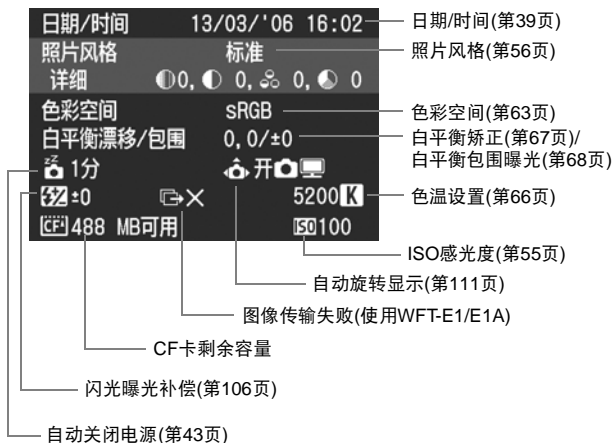 日期/时间 13/03/'06 16:02
照片风格 标准
详细 0, 0, 0, 0
色彩空间 sRGB
白平衡漂移/包围 0,0/±0
1分 开
±0 5200 K
CF 488 MB可用 ISO100
日期/时间(第39页)
照片风格(第56页)
色彩空间(第63页)
白平衡矫正(第67页)/
白平衡包围曝光(第68页)
色温设置(第66页)
ISO感光度(第55页)
自动旋转显示(第111页)
图像传输失败(使用WFT-E1/E1A)
CF卡剩余容量
闪光曝光补偿(第106页)
自动关闭电源(第43页)